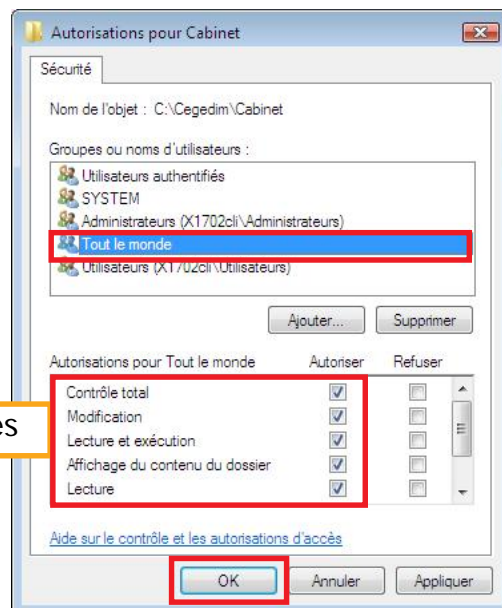 Autorisations pour Cabinet
Sécurité
Nom de l'objet : C:\Cegedim\Cabinet
Groupes ou noms d'utilisateurs :
Utilisateurs authentifiés
SYSTEM
Administrateurs (X1702cli\Administrateurs)
Tout le monde
Utilisateurs (X1702cli\Utilisateurs)
Ajouter... Supprimer
Autorisations pour Tout le monde Autoriser Refuser
Contrôle total
Modification
Lecture et exécution
es
Affichage du contenu du dossier
Lecture
Aide sur le contrôle et les autorisations d'accès
OK Annuler Appliquer